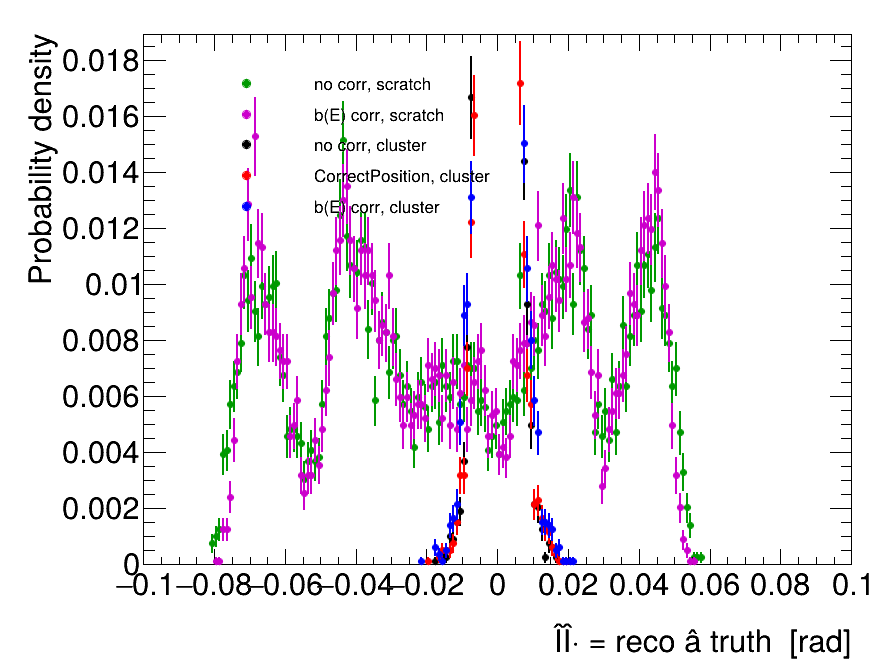 Probability density
0.018
0.016
0.014
0.012
0.01
0.008
0.006
0.004
0.002
0
no corr, scratch
b(E) corr, scratch
no corr, cluster
CorrectPosition, cluster
b(E) corr, cluster
−0.1 −0.08 −0.06 −0.04 −0.02 0 0.02 0.04 0.06 0.08 0.1
ÎÎ· = reco â truth [rad]